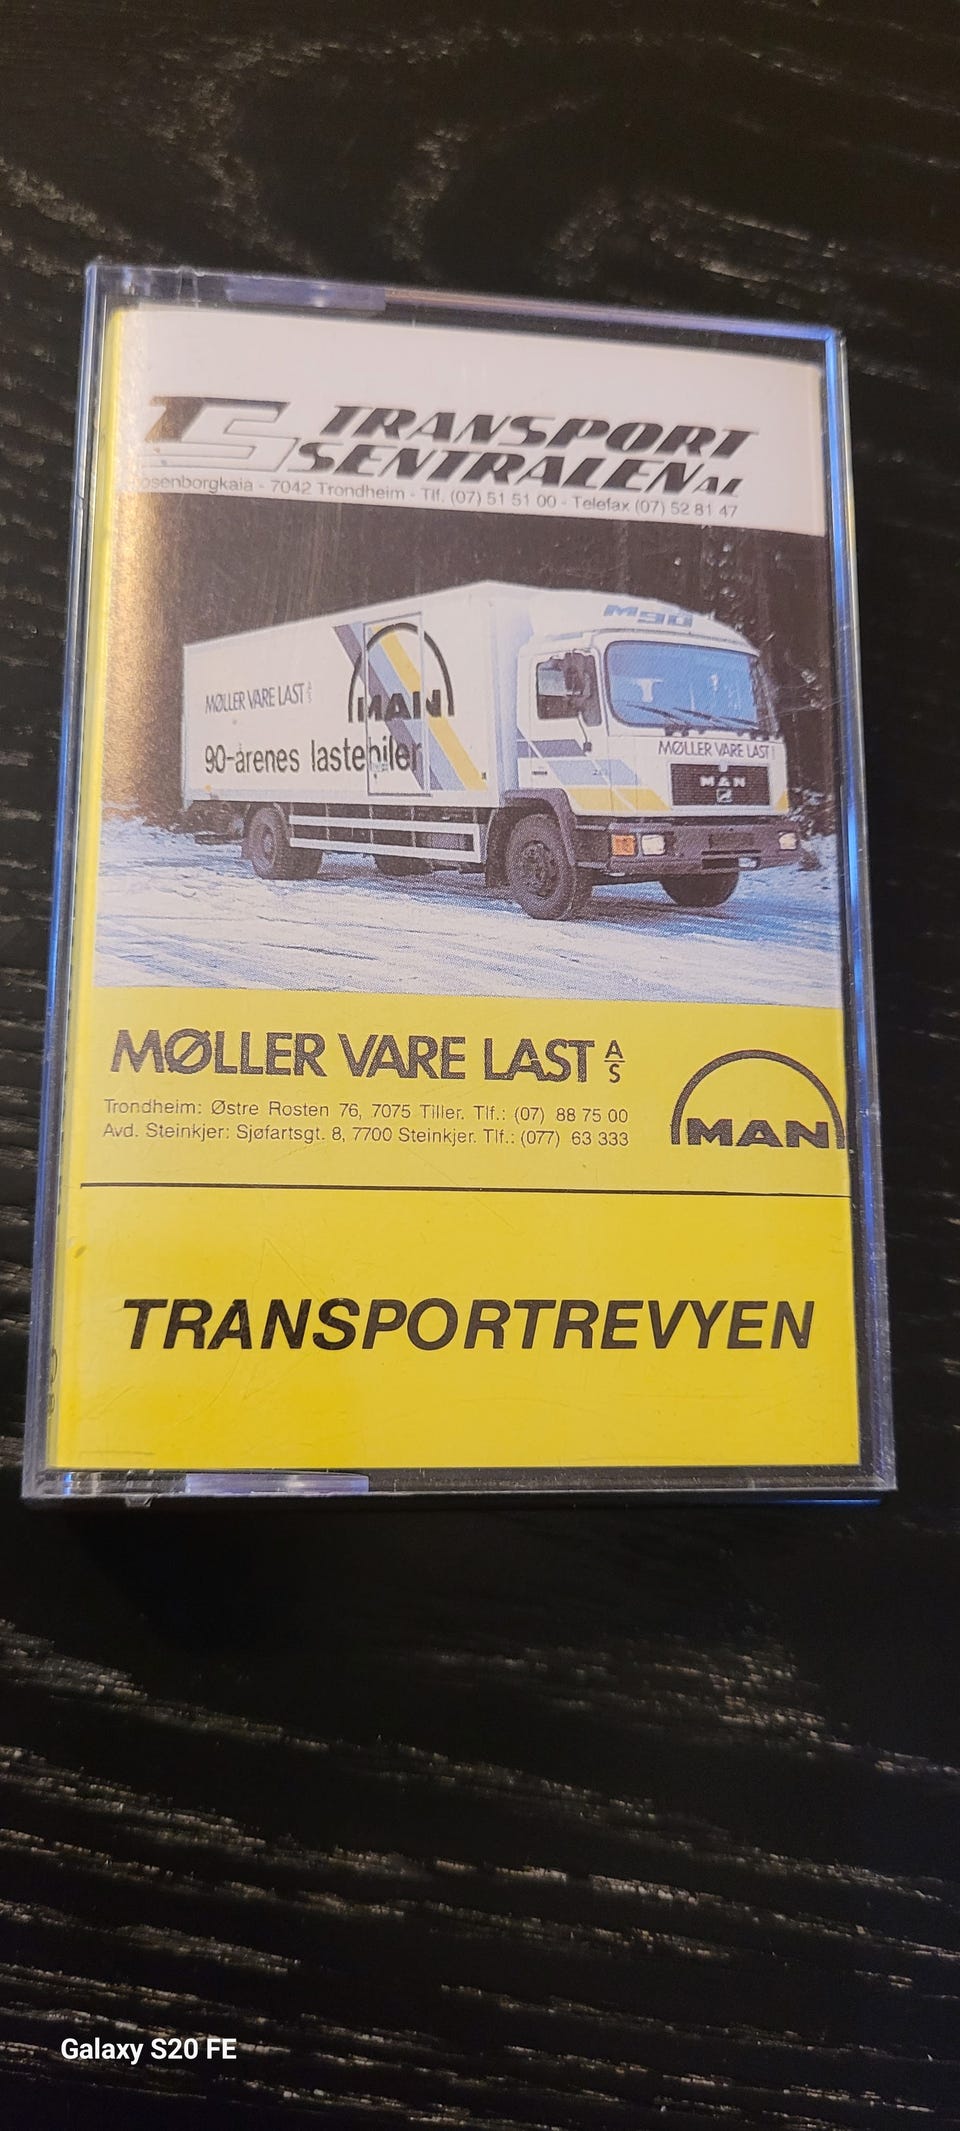 TS TRANSPORT
SENTRALEN AL
osenborgkaia - 7042 Trondheim - Tlf. (07) 51 51 00 - Telefax (07) 52 81 47
M90
MØLLER VARE LAST A/S
MAN
90-årenes lastebiler
MØLLER VARE LAST
MAN
MØLLER VARE LAST A/S
Trondheim: Østre Rosten 76, 7075 Tiller. Tlf.: (07) 88 75 00
Avd. Steinkjer: Sjøfartsgt. 8, 7700 Steinkjer. Tlf.: (077) 63 333
MAN
TRANSPORTREVYEN
Galaxy S20 FE